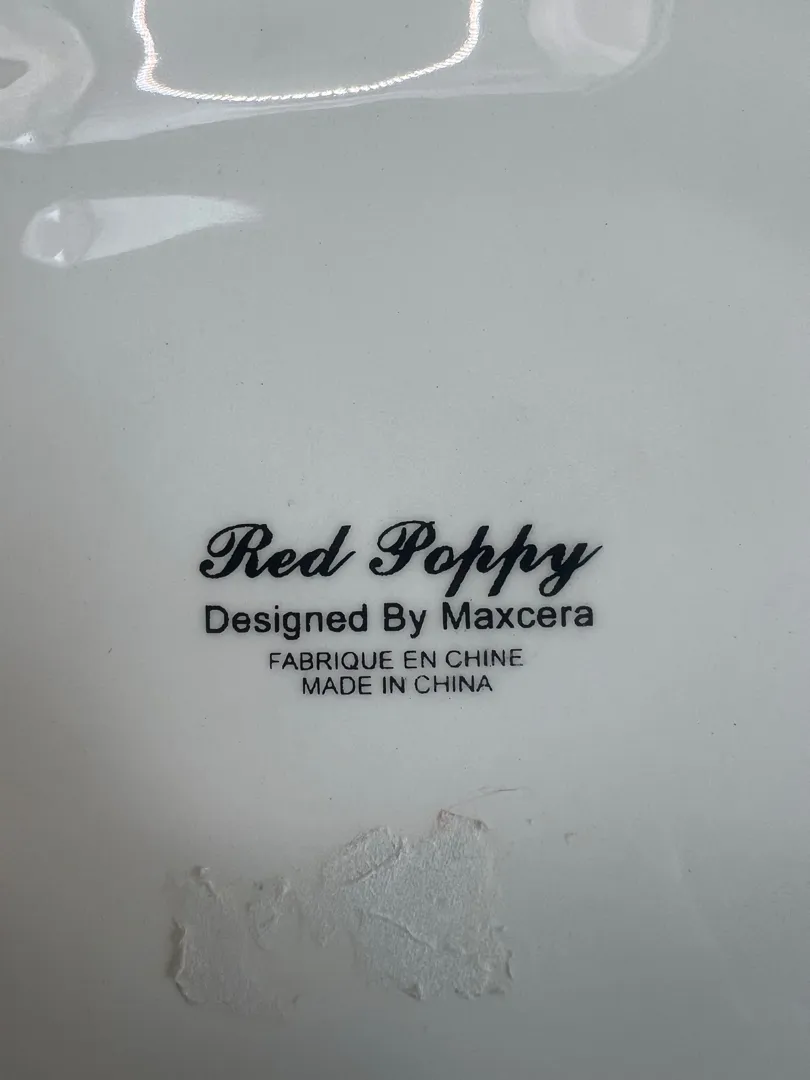 Red Poppy
Designed By Maxcera
FABRIQUE EN CHINE
MADE IN CHINA